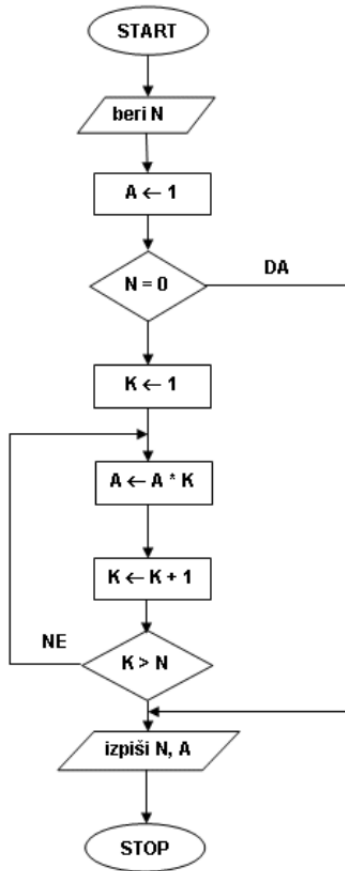 START
beri N
A ← 1
N = 0
DA
K ← 1
A ← A * K
K ← K + 1
NE
K > N
izpiši N, A
STOP